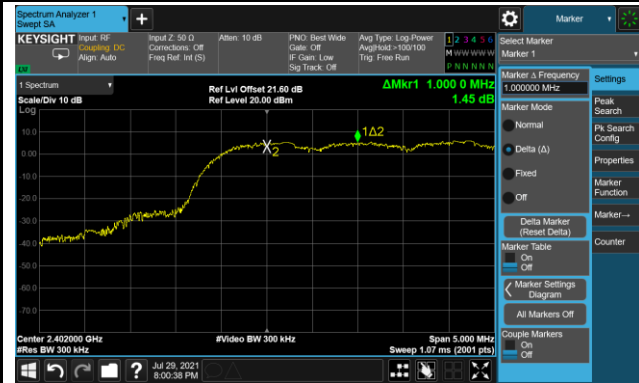 Spectrum Analyzer 1
Swept SA
Marker
KEYSIGHT
Input: RF
Coupling: DC
Align: Auto
Input Z: 50 Ω
Corrections: Off
Freq Ref: Int (S)
Atten: 10 dB
PNO: Best Wide
Gate: Off
IF Gain: Low
Sig Track: Off
Avg Type: Log-Power
Avg|Hold:>100/100
Trig: Free Run
1 2 3 4 5 6
M W W W W W
P N N N N N
Select Marker
Marker 1
1 Spectrum
Scale/Div 10 dB
Log
Ref Lvl Offset 21.60 dB
Ref Level 20.00 dBm
ΔMkr1 1.000 0 MHz
1.45 dB
10.0
0.00
-10.0
-20.0
-30.0
-40.0
-50.0
-60.0
-70.0
2
1Δ2
Center 2.402000 GHz
#Res BW 300 kHz
#Video BW 300 kHz
Span 5.000 MHz
Sweep 1.07 ms (2001 pts)
Marker Δ Frequency
1.000000 MHz
Marker Mode
Normal
Delta (Δ)
Fixed
Off
Delta Marker
(Reset Delta)
Marker Table
On
Off
Marker Settings
Diagram
All Markers Off
Couple Markers
On
Off
Settings
Peak
Search
Pk Search
Config
Properties
Marker
Function
Marker→
Counter
?
Jul 29, 2021
8:00:38 PM